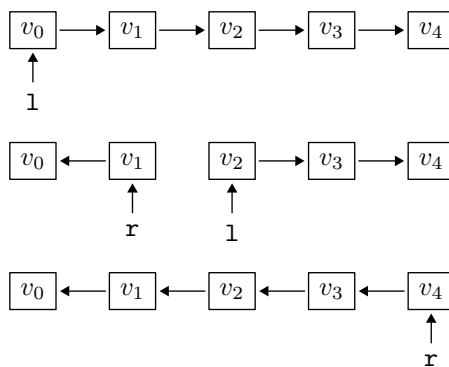 v₀ v₁ v₂ v₃ v₄
l
v₀ v₁ v₂ v₃ v₄
r l
v₀ v₁ v₂ v₃ v₄
r